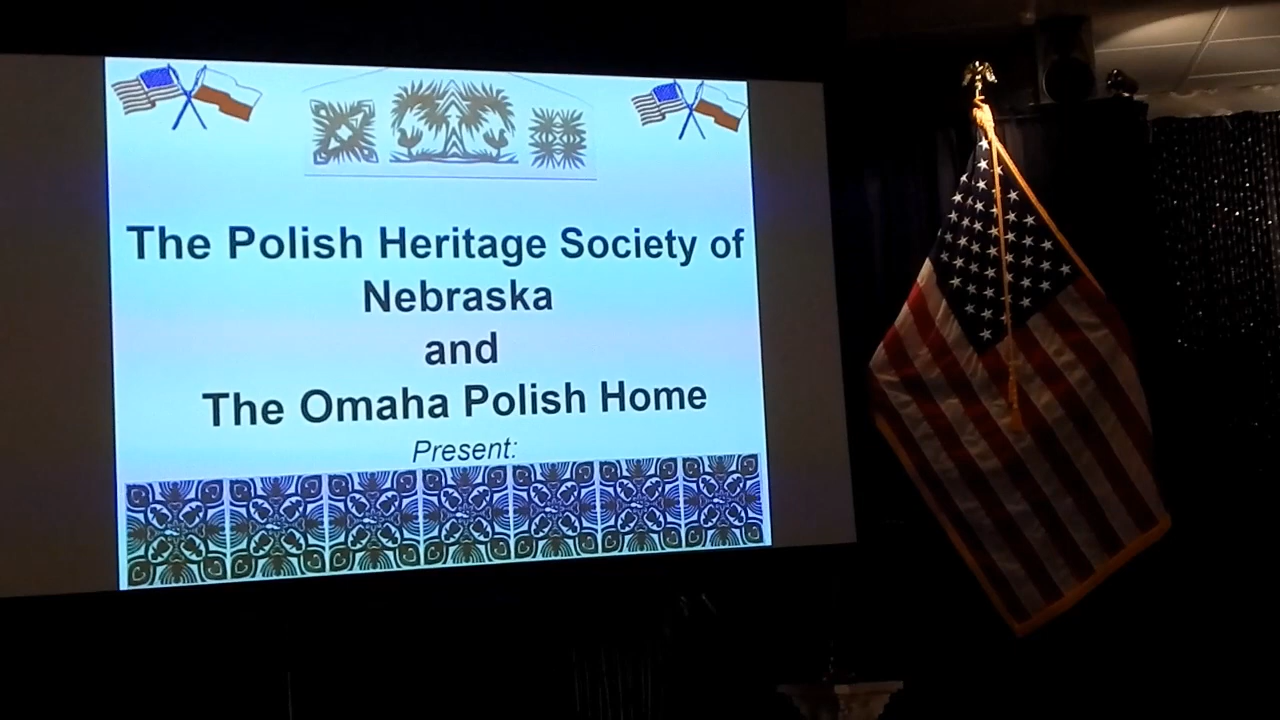 The Polish Heritage Society of
Nebraska
and
The Omaha Polish Home
Present: